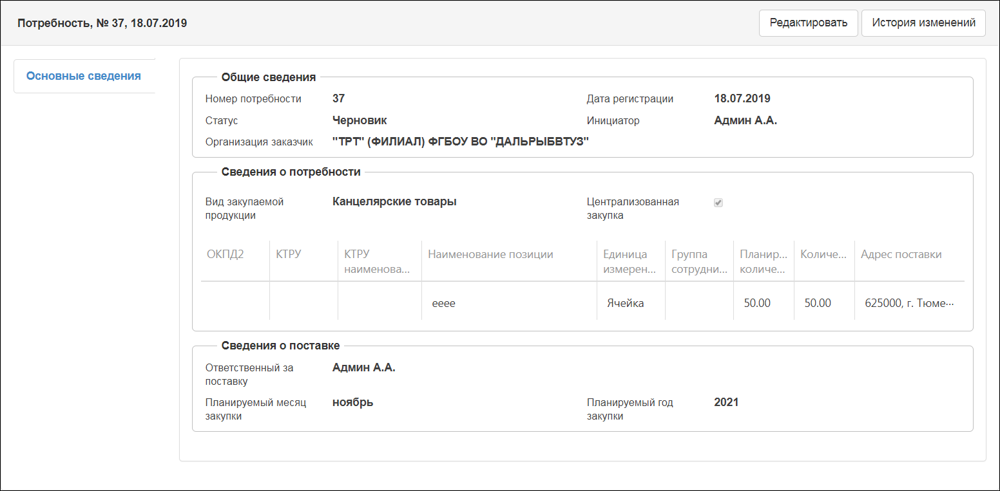 Потребность, № 37, 18.07.2019
Редактировать
История изменений
Основные сведения
Общие сведения
Номер потребности 37 Дата регистрации 18.07.2019
Статус Черновик Инициатор Админ А.А.
Организация заказчик "ТРТ" (ФИЛИАЛ) ФГБОУ ВО "ДАЛЬРЫБВТУЗ"
Сведения о потребности
Вид закупаемой Канцелярские товары Централизованная
продукции закупка
ОКПД2 КТРУ КТРУ Наименование позиции Единица Группа Планир... Количе... Адрес поставки
наименова... измерен... сотрудни... количе...
ееее Ячейка 50.00 50.00 625000, г. Тюме...
Сведения о поставке
Ответственный за Админ А.А.
поставку
Планируемый месяц ноябрь Планируемый год 2021
закупки закупки